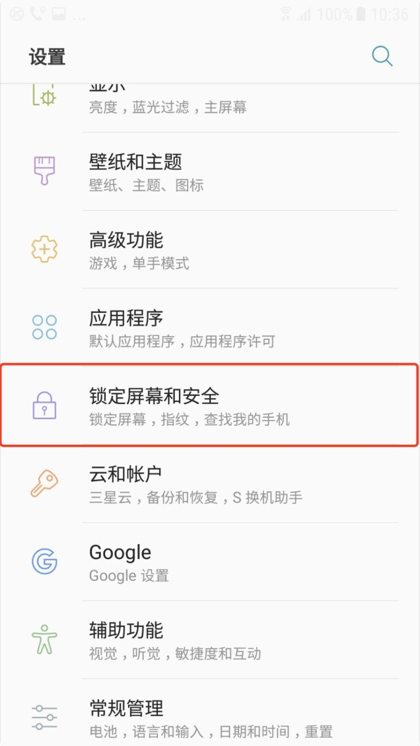 100% 10:36
设置
显示
亮度，蓝光过滤，主屏幕
壁纸和主题
壁纸、主题、图标
高级功能
游戏，单手模式
应用程序
默认应用程序，应用程序许可
锁定屏幕和安全
锁定屏幕，指纹，查找我的手机
云和帐户
三星云，备份和恢复，S 换机助手
Google
Google 设置
辅助功能
视觉，听觉，敏捷度和互动
常规管理
电池，语言和输入，日期和时间，重置